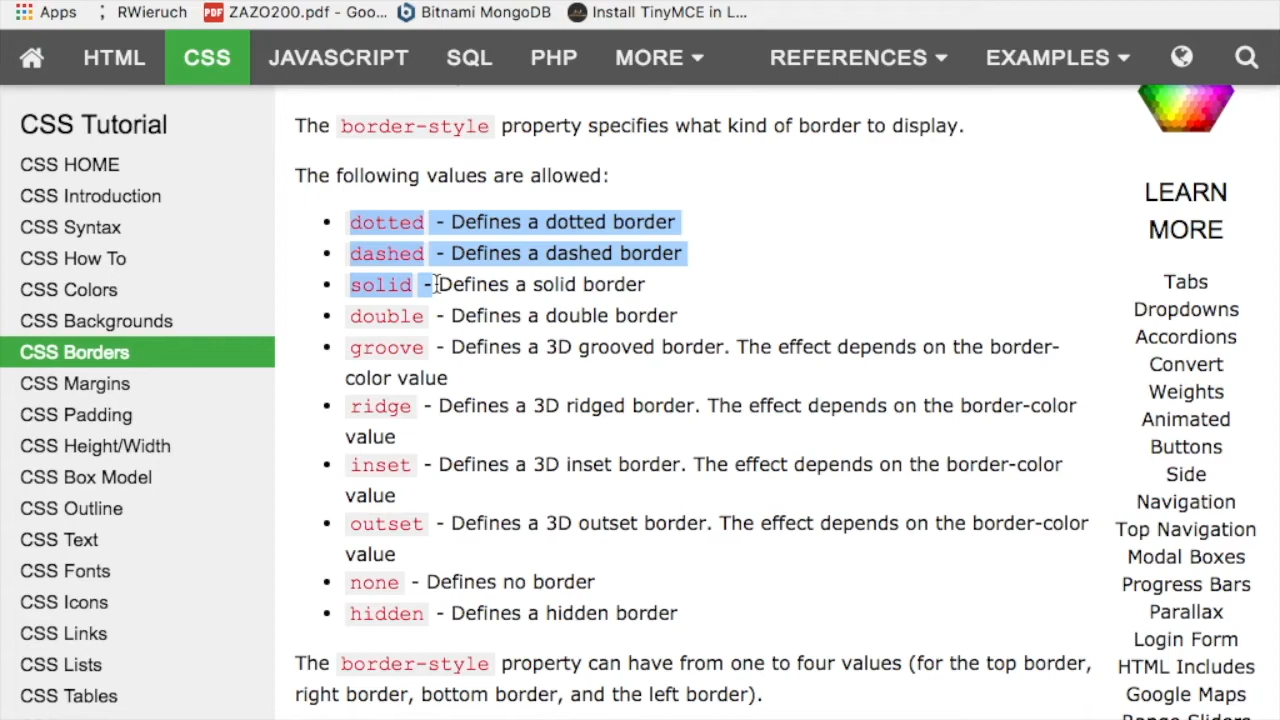 Apps
RWieruch
PDF ZAZO200.pdf - Goo...
Bitnami MongoDB
Install TinyMCE in L...
HTML
CSS
JAVASCRIPT
SQL
PHP
MORE
REFERENCES
EXAMPLES
CSS Tutorial
CSS HOME
CSS Introduction
CSS Syntax
CSS How To
CSS Colors
CSS Backgrounds
CSS Borders
CSS Margins
CSS Padding
CSS Height/Width
CSS Box Model
CSS Outline
CSS Text
CSS Fonts
CSS Icons
CSS Links
CSS Lists
CSS Tables
The border-style property specifies what kind of border to display.
The following values are allowed:
• dotted - Defines a dotted border
• dashed - Defines a dashed border
• solid - Defines a solid border
• double - Defines a double border
• groove - Defines a 3D grooved border. The effect depends on the border-
color value
• ridge - Defines a 3D ridged border. The effect depends on the border-color
value
• inset - Defines a 3D inset border. The effect depends on the border-color
value
• outset - Defines a 3D outset border. The effect depends on the border-color
value
• none - Defines no border
• hidden - Defines a hidden border
The border-style property can have from one to four values (for the top border,
right border, bottom border, and the left border).
LEARN
MORE
Tabs
Dropdowns
Accordions
Convert
Weights
Animated
Buttons
Side
Navigation
Top Navigation
Modal Boxes
Progress Bars
Parallax
Login Form
HTML Includes
Google Maps
Range Sliders